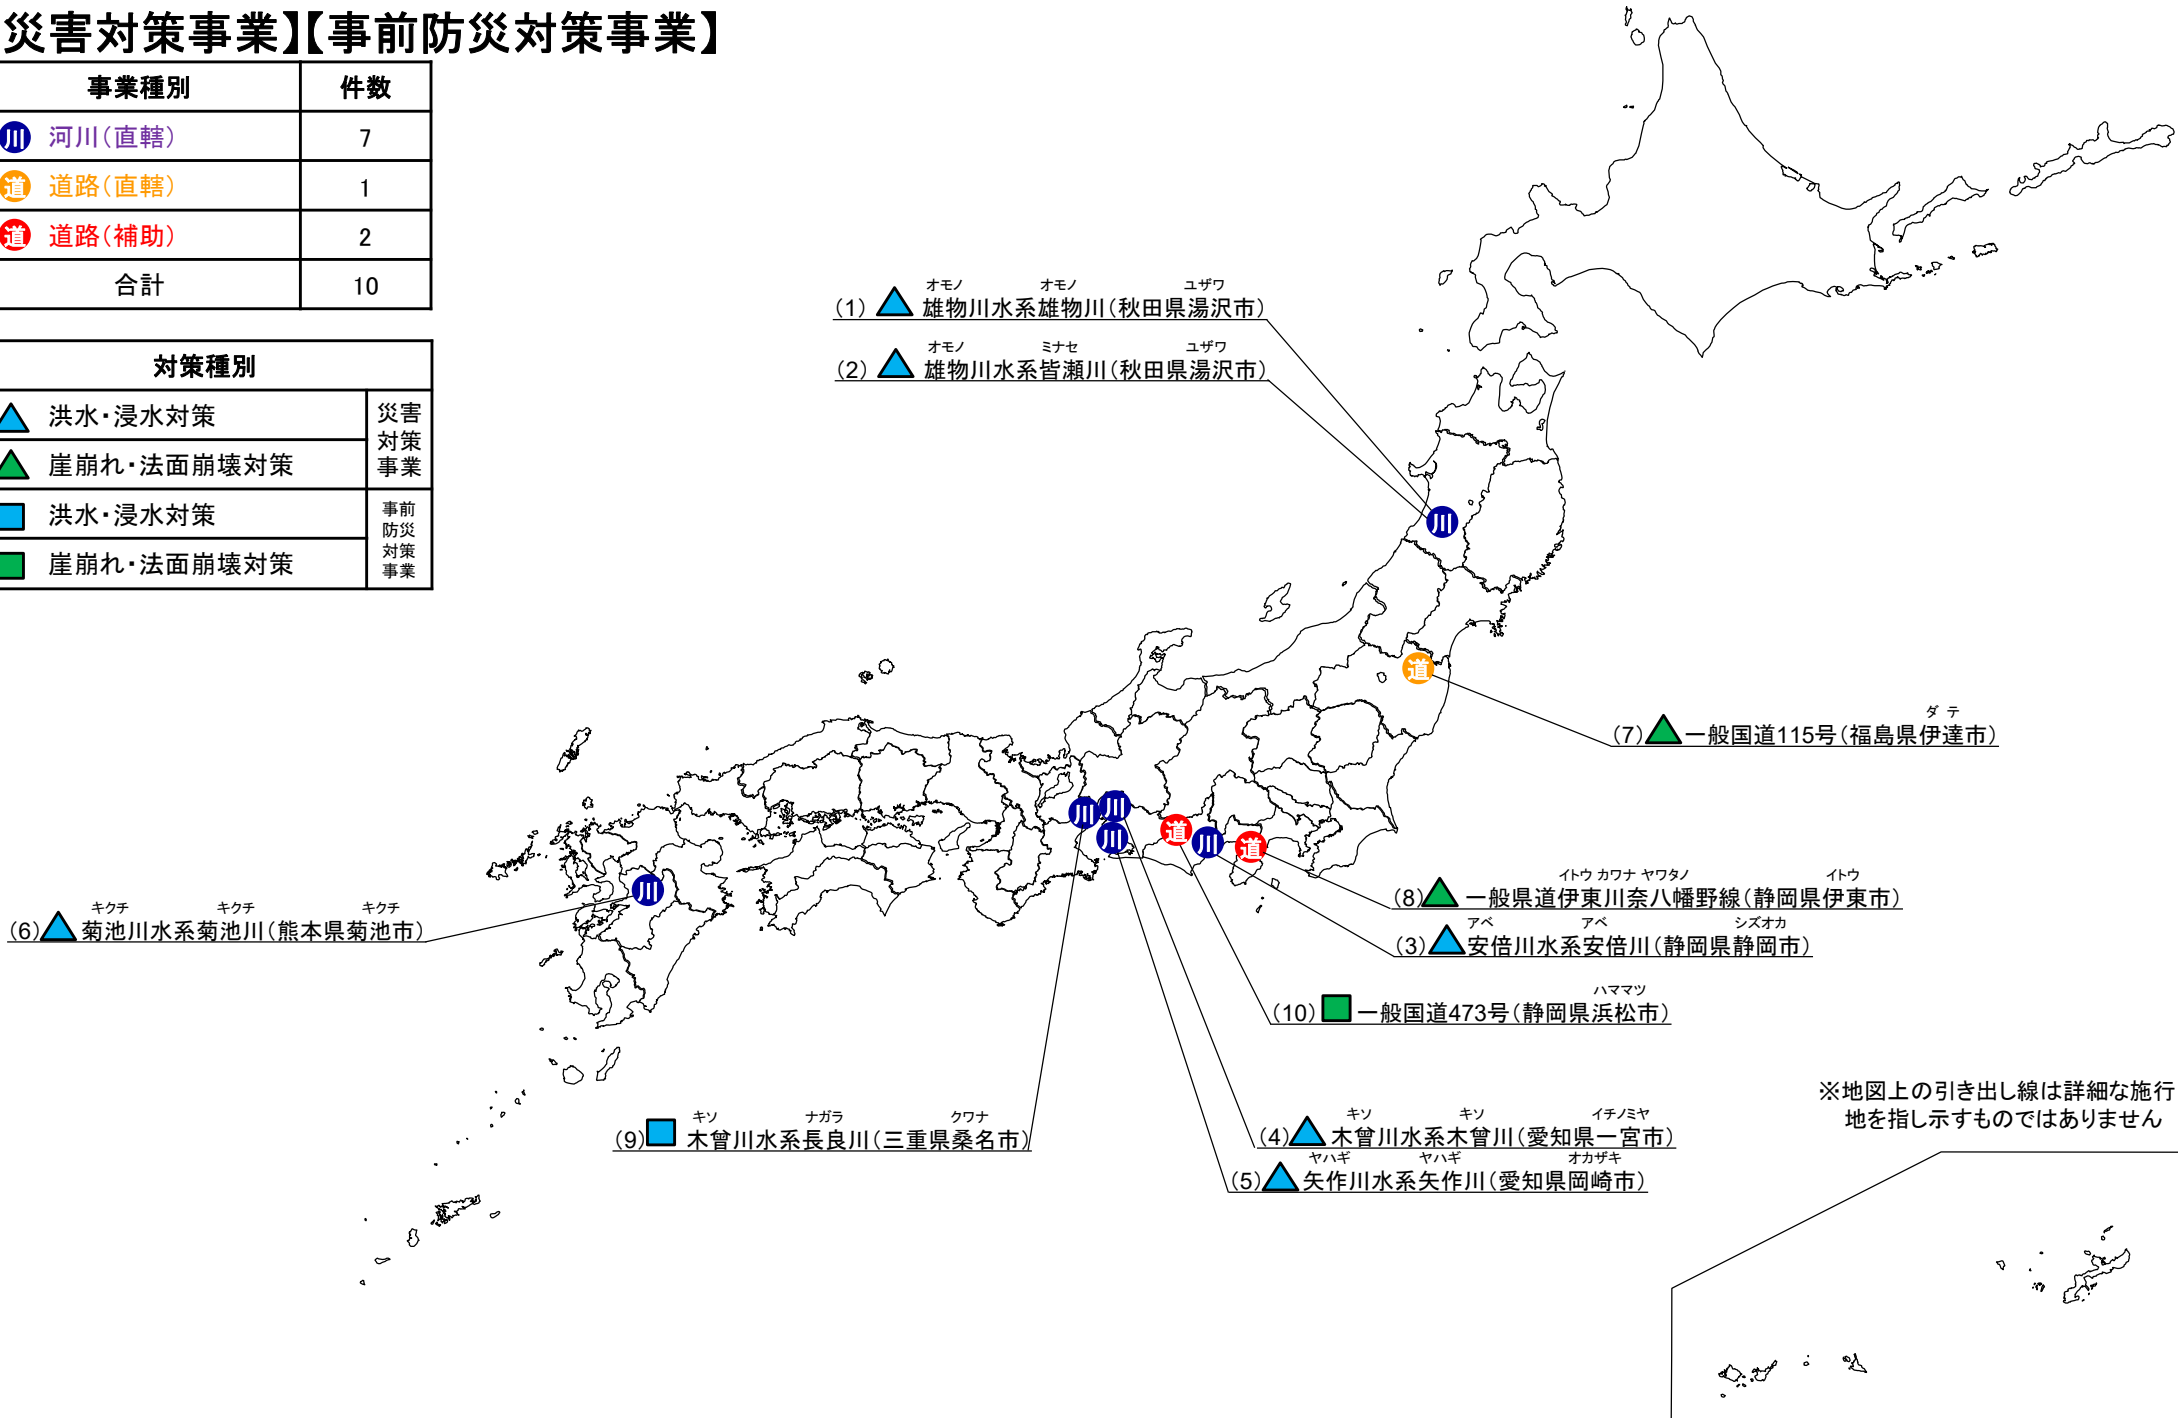 災害対策事業】【事前防災対策事業】
事業種別 件数
川 河川(直轄) 7
道 道路(直轄) 1
道 道路(補助) 2
合計 10
対策種別
洪水・浸水対策
崖崩れ・法面崩壊対策
災害
対策
事業
洪水・浸水対策
崖崩れ・法面崩壊対策
事前
防災
対策
事業
オモノ オモノ ユザワ
(1) 雄物川水系雄物川(秋田県湯沢市)
オモノ ミナセ ユザワ
(2) 雄物川水系皆瀬川(秋田県湯沢市)
川
道
ダテ
(7) 一般国道115号(福島県伊達市)
川
川
川
道
川
道
川
イトウ カワナ ヤワタノ イトウ
(8) 一般県道伊東川奈八幡野線(静岡県伊東市)
アベ アベ シズオカ
(3) 安倍川水系安倍川(静岡県静岡市)
キクチ キクチ キクチ
(6) 菊池川水系菊池川(熊本県菊池市)
ハママツ
(10) 一般国道473号(静岡県浜松市)
※地図上の引き出し線は詳細な施行
地を指し示すものではありません
キソ ナガラ クワナ
(9) 木曾川水系長良川(三重県桑名市)
キソ キソ イチノミヤ
(4) 木曾川水系木曾川(愛知県一宮市)
ヤハギ ヤハギ オカザキ
(5) 矢作川水系矢作川(愛知県岡崎市)